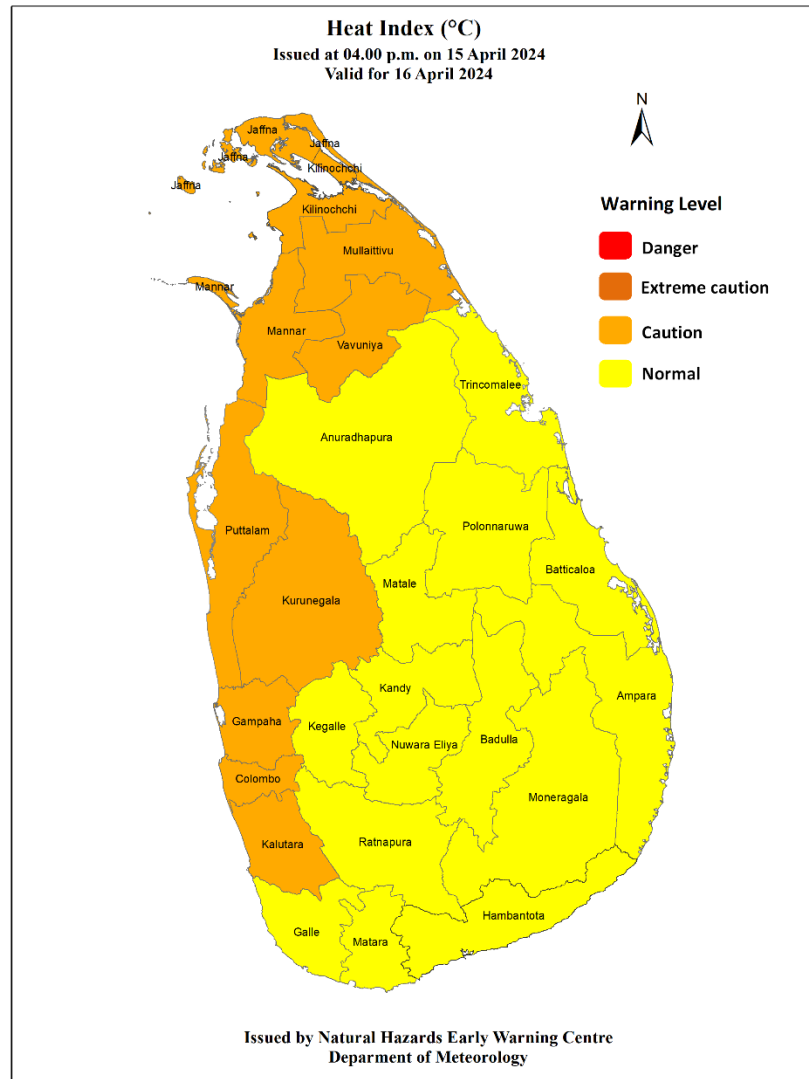 Heat Index (°C)
Issued at 04.00 p.m. on 15 April 2024
Valid for 16 April 2024
N
Jaffna
Jaffna
Jaffna
Kilinochchi
Jaffna
Kilinochchi
Mullaittivu
Mannar
Mannar
Vavuniya
Trincomalee
Anuradhapura
Polonnaruwa
Puttalam
Batticaloa
Matale
Kurunegala
Kandy
Ampara
Gampaha
Kegalle
Nuwara Eliya
Badulla
Colombo
Moneragala
Kalutara
Ratnapura
Hambantota
Galle
Matara
Warning Level
Danger
Extreme caution
Caution
Normal
Issued by Natural Hazards Early Warning Centre
Deparment of Meteorology